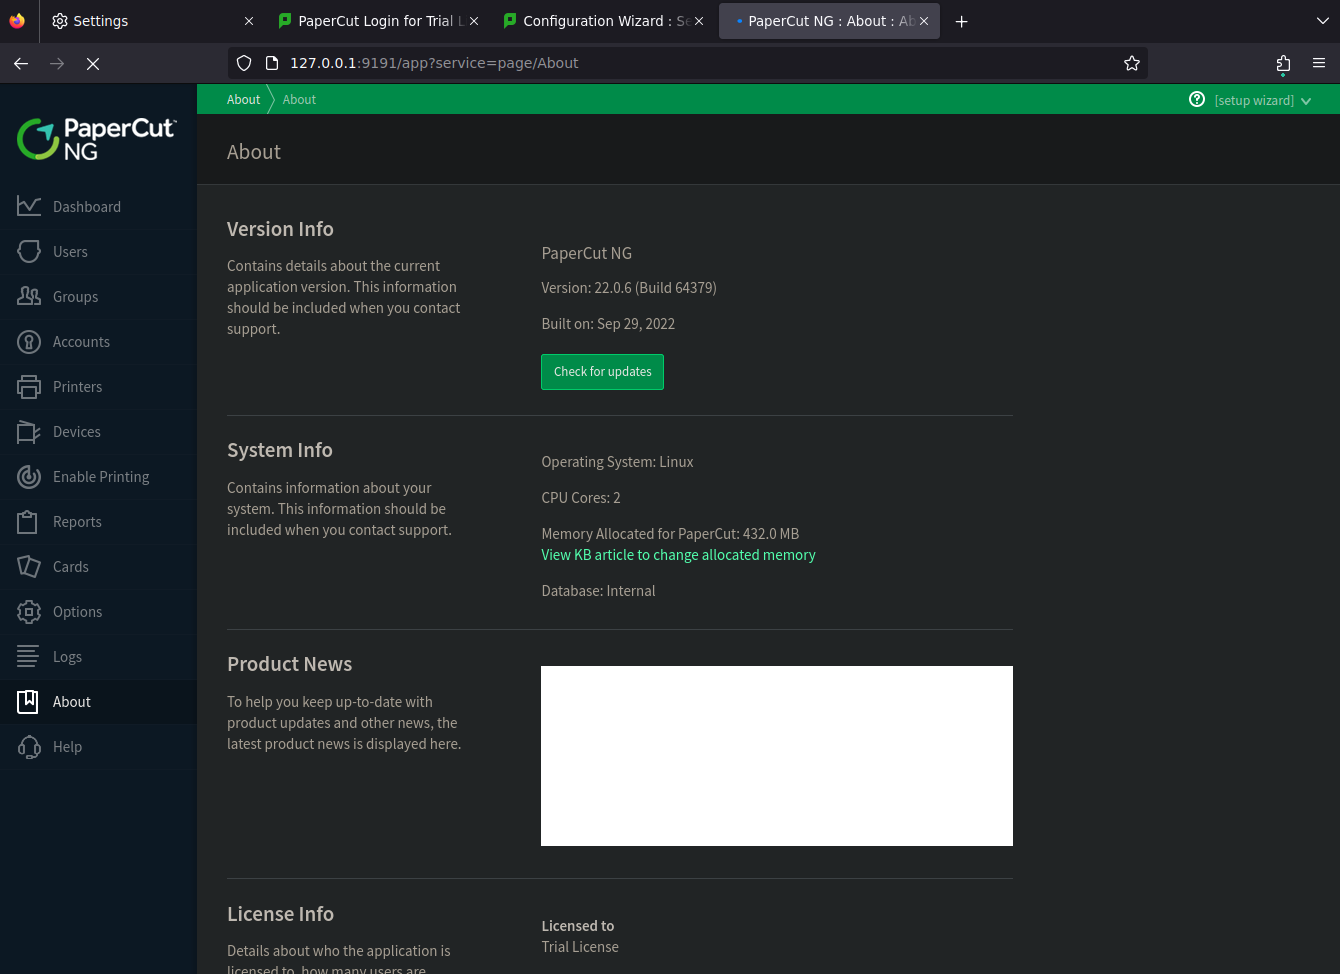 Settings
PaperCut Login for Trial L
Configuration Wizard : Se
PaperCut NG : About : Ab
127.0.0.1:9191/app?service=page/About
About
About
[setup wizard]
PaperCut™
NG
About
Dashboard
Users
Groups
Accounts
Printers
Devices
Enable Printing
Reports
Cards
Options
Logs
About
Help
Version Info
Contains details about the current
application version. This information
should be included when you contact
support.
PaperCut NG
Version: 22.0.6 (Build 64379)
Built on: Sep 29, 2022
Check for updates
System Info
Contains information about your
system. This information should be
included when you contact support.
Operating System: Linux
CPU Cores: 2
Memory Allocated for PaperCut: 432.0 MB
View KB article to change allocated memory
Database: Internal
Product News
To help you keep up-to-date with
product updates and other news, the
latest product news is displayed here.
License Info
Details about who the application is
licensed to, how many users are
Licensed to
Trial License